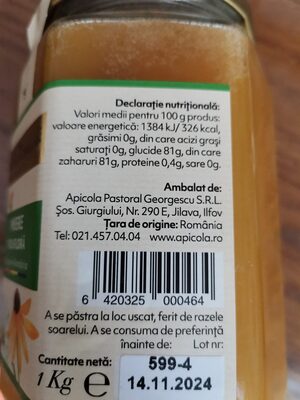 Declarație nutrițională:
Valori medii pentru 100 g produs:
valoare energetică: 1384 kJ/ 326 kcal,
grăsimi 0g, din care acizi grași
saturați 0g, glucide 81g, din care
zaharuri 81g, proteine 0,4g, sare 0g.
Ambalat de:
Apicola Pastoral Georgescu S.R.L.
Șos. Giurgiului, Nr. 290 E, Jilava, Ilfov
Țara de origine: România
Tel: 021.457.04.04 www.apicola.ro
MIERE
6 420325 000464
A se păstra la loc uscat, ferit de razele
soarelui. A se consuma de preferință
înainte de: Lot nr:
Cantitate netă:
1 Kg e
599-4
14.11.2024